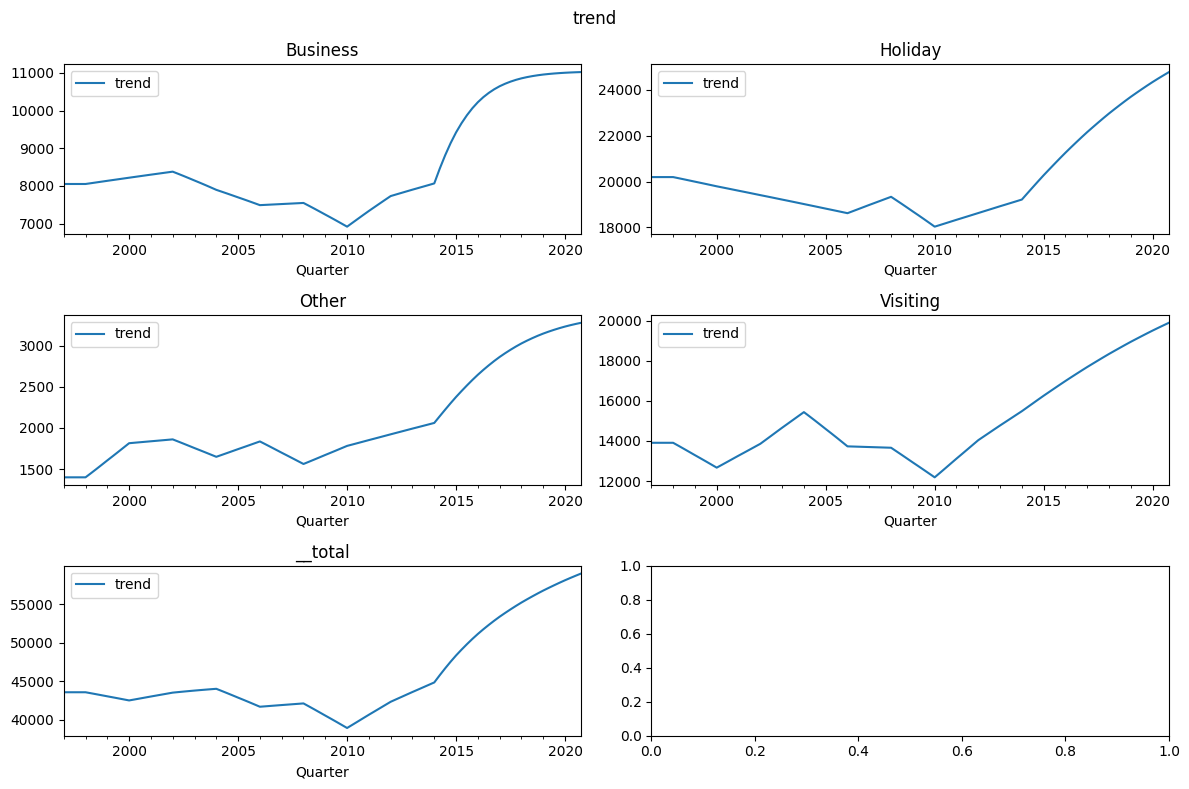 trend
Business
trend
11000
10000
9000
8000
7000
2000 2005 2010 2015 2020
Quarter
Holiday
trend
24000
22000
20000
18000
2000 2005 2010 2015 2020
Quarter
Other
trend
3000
2500
2000
1500
2000 2005 2010 2015 2020
Quarter
Visiting
trend
20000
18000
16000
14000
12000
2000 2005 2010 2015 2020
Quarter
__total
trend
55000
50000
45000
40000
2000 2005 2010 2015 2020
Quarter
1.0
0.8
0.6
0.4
0.2
0.0
0.0 0.2 0.4 0.6 0.8 1.0